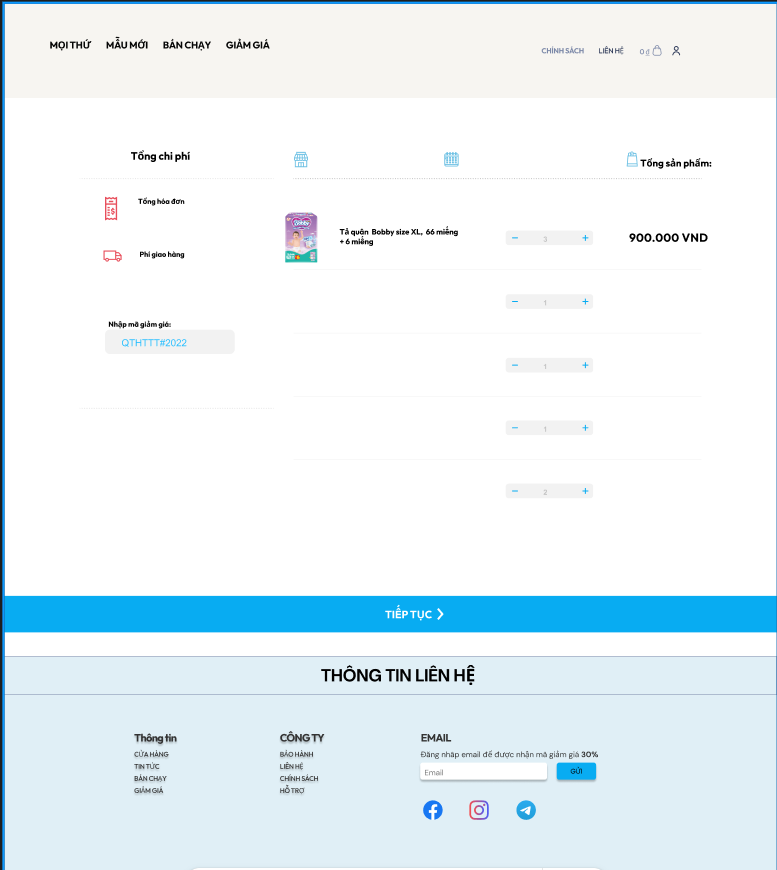 MỌI THỨ MẪU MỚI BÁN CHẠY GIẢM GIÁ
CHÍNH SÁCH LIÊN HỆ 0 ₫
Tổng chi phí
Tổng sản phẩm:
Tổng hóa đơn
Phí giao hàng
Nhập mã giảm giá:
QTHTTT#2022
Bobby
Tả quần Bobby size XL, 66 miếng
+ 6 miếng
− 3 +
900.000 VND
− 1 +
− 1 +
− 1 +
− 2 +
TIẾP TỤC
THÔNG TIN LIÊN HỆ
Thông tin
CỬA HÀNG
TIN TỨC
BÁN CHẠY
GIẢM GIÁ
CÔNG TY
BẢO HÀNH
LIÊN HỆ
CHÍNH SÁCH
HỖ TRỢ
EMAIL
Đăng nhâp email để được nhận mã giảm giá 30%
Email
GỬI